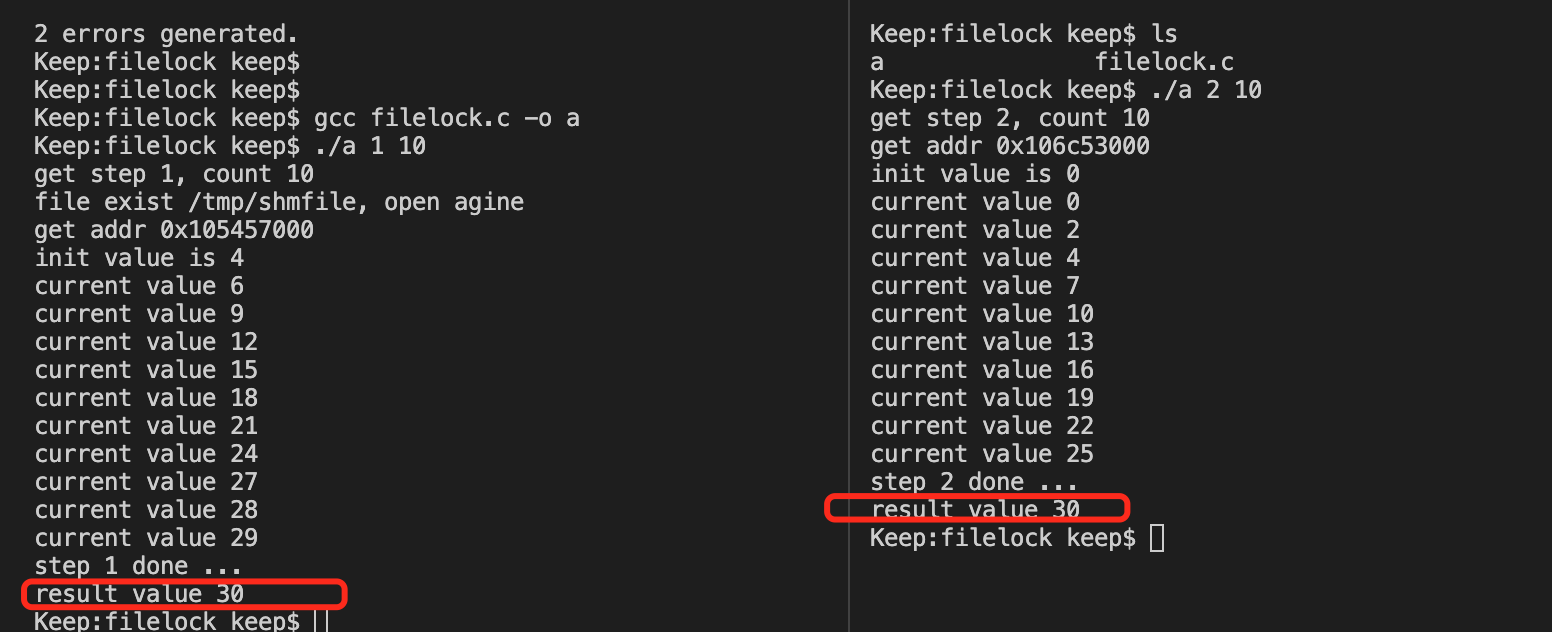 2 errors generated.
Keep:filelock keep$
Keep:filelock keep$
Keep:filelock keep$ gcc filelock.c -o a
Keep:filelock keep$ ./a 1 10
get step 1, count 10
file exist /tmp/shmfile, open agine
get addr 0x105457000
init value is 4
current value 6
current value 9
current value 12
current value 15
current value 18
current value 21
current value 24
current value 27
current value 28
current value 29
step 1 done ...
result value 30
Keep:filelock keep$
Keep:filelock keep$ ls
a filelock.c
Keep:filelock keep$ ./a 2 10
get step 2, count 10
get addr 0x106c53000
init value is 0
current value 0
current value 2
current value 4
current value 7
current value 10
current value 13
current value 16
current value 19
current value 22
current value 25
step 2 done ...
result value 30
Keep:filelock keep$